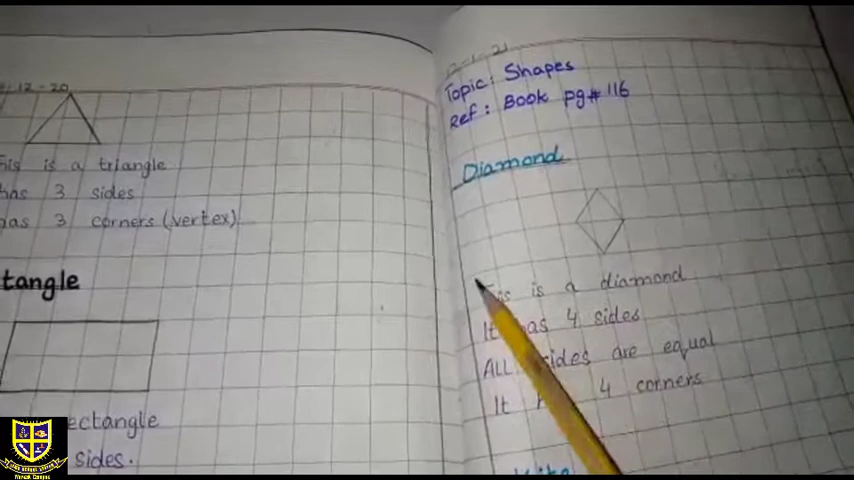 12-20
is a triangle
has 3 sides
has 3 corners (vertex)
tangle
ectangle
sides.
Topic: Shapes
Ref: Book pg# 116
Diamond
is is a diamond
It has 4 sides
ALL sides are equal
It 4 corners